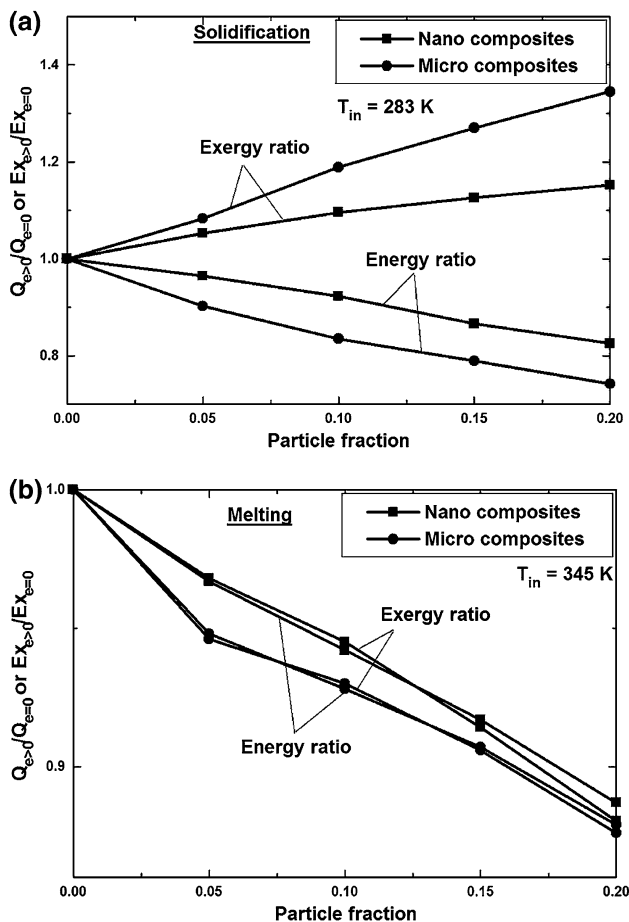 (a)
Solidification
Nano composites
Micro composites
T_in = 283 K
Exergy ratio
Energy ratio
Q_e>0/Q_e=0 or Ex_e>0/Ex_e=0
1.4
1.2
1.0
0.8
0.00 0.05 0.10 0.15 0.20
Particle fraction
(b)
Melting
Nano composites
Micro composites
T_in = 345 K
Exergy ratio
Energy ratio
Q_e>0/Q_e=0 or Ex_e>0/Ex_e=0
1.0
0.9
0.00 0.05 0.10 0.15 0.20
Particle fraction